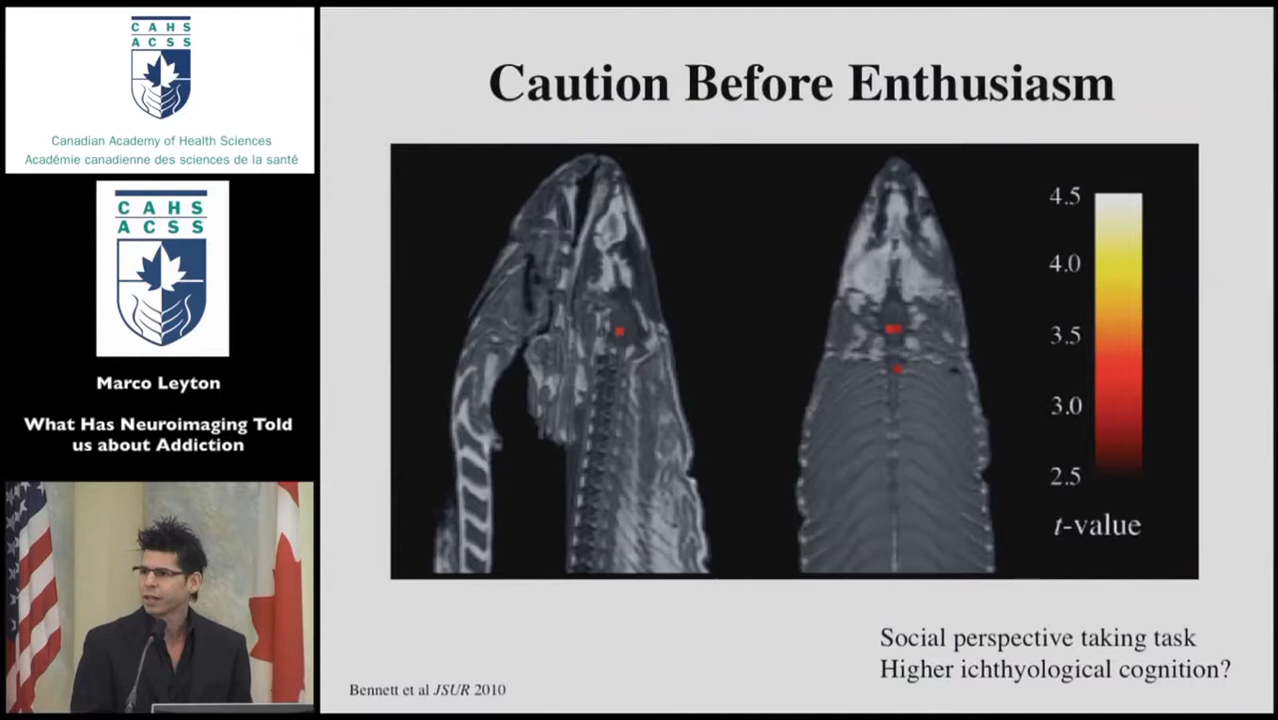 CAHS
ACSS
Canadian Academy of Health Sciences
Académie canadienne des sciences de la santé
CAHS
ACSS
Marco Leyton
What Has Neuroimaging Told
us about Addiction
Caution Before Enthusiasm
4.5
4.0
3.5
3.0
2.5
t-value
Social perspective taking task
Higher ichthyological cognition?
Bennett et al JSUR 2010